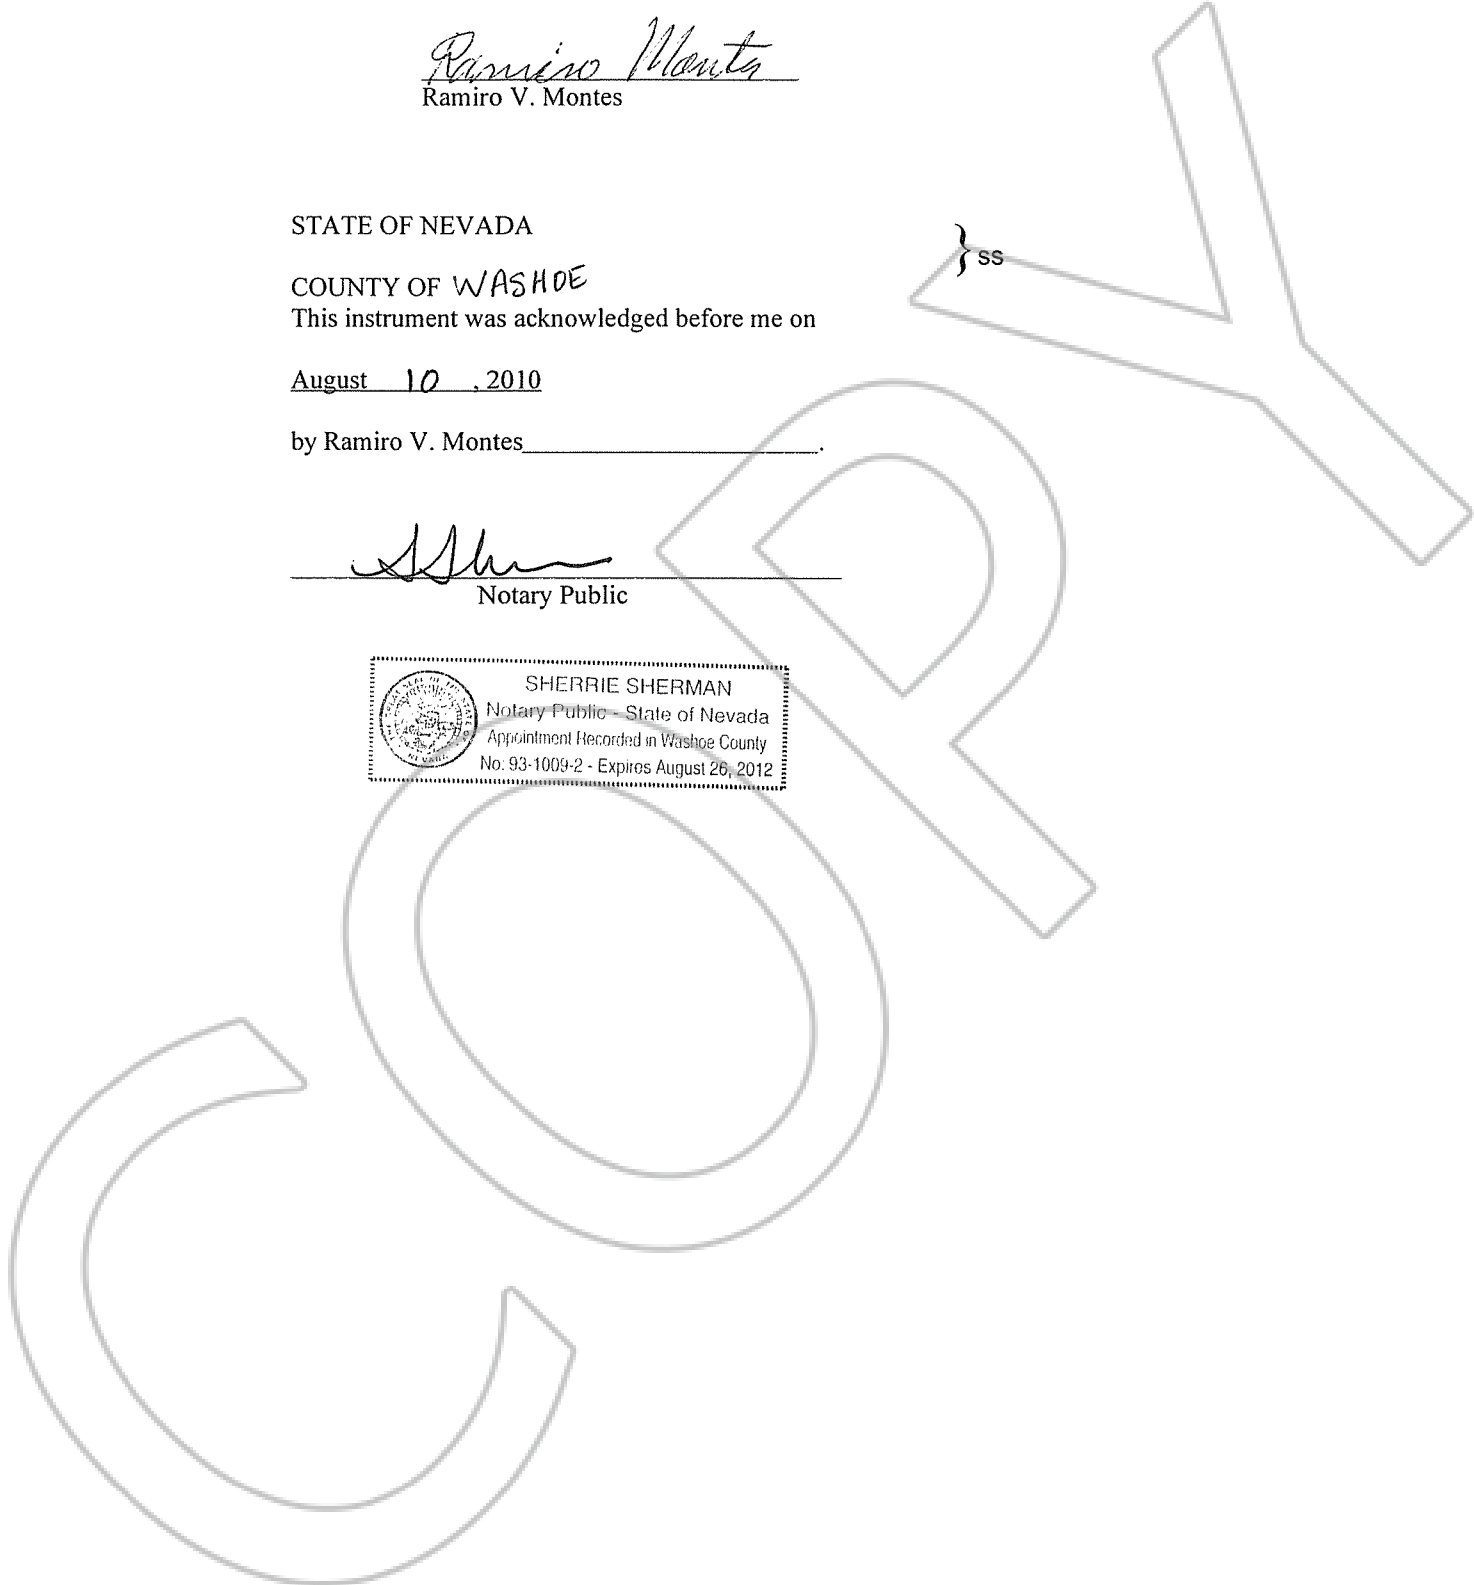 Ramiro Montes
Ramiro V. Montes
STATE OF NEVADA
} ss
COUNTY OF WASHOE
This instrument was acknowledged before me on
August 10 , 2010
by Ramiro V. Montes .
Notary Public
SHERRIE SHERMAN
Notary Public - State of Nevada
Appointment Recorded in Washoe County
No: 93-1009-2 - Expires August 26, 2012
COPY